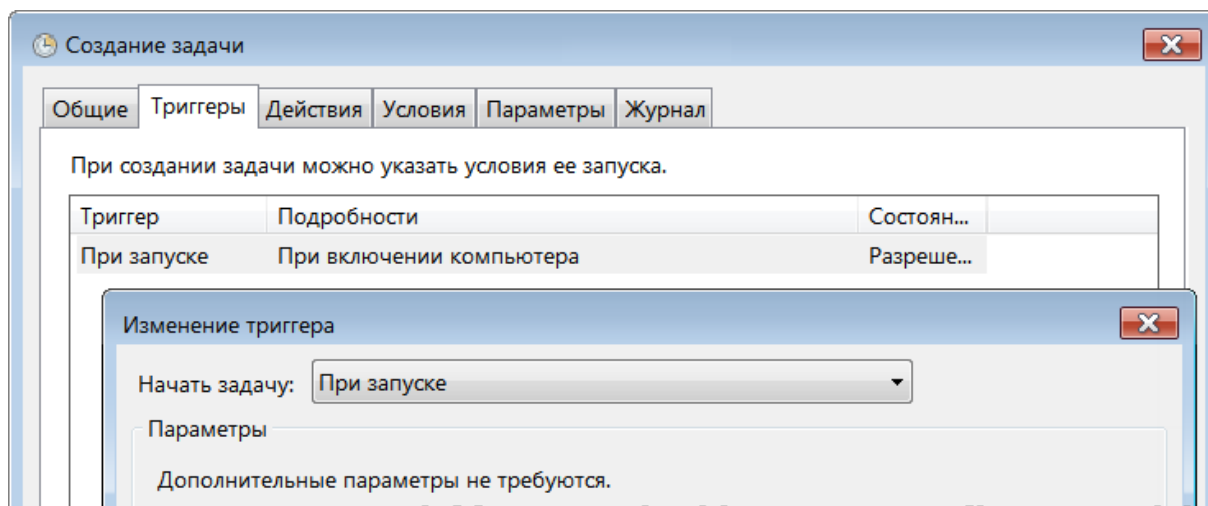 Создание задачи
Общие Триггеры Действия Условия Параметры Журнал
При создании задачи можно указать условия ее запуска.
Триггер Подробности Состоян...
При запуске При включении компьютера Разреше...
Изменение триггера
Начать задачу: При запуске
Параметры
Дополнительные параметры не требуются.